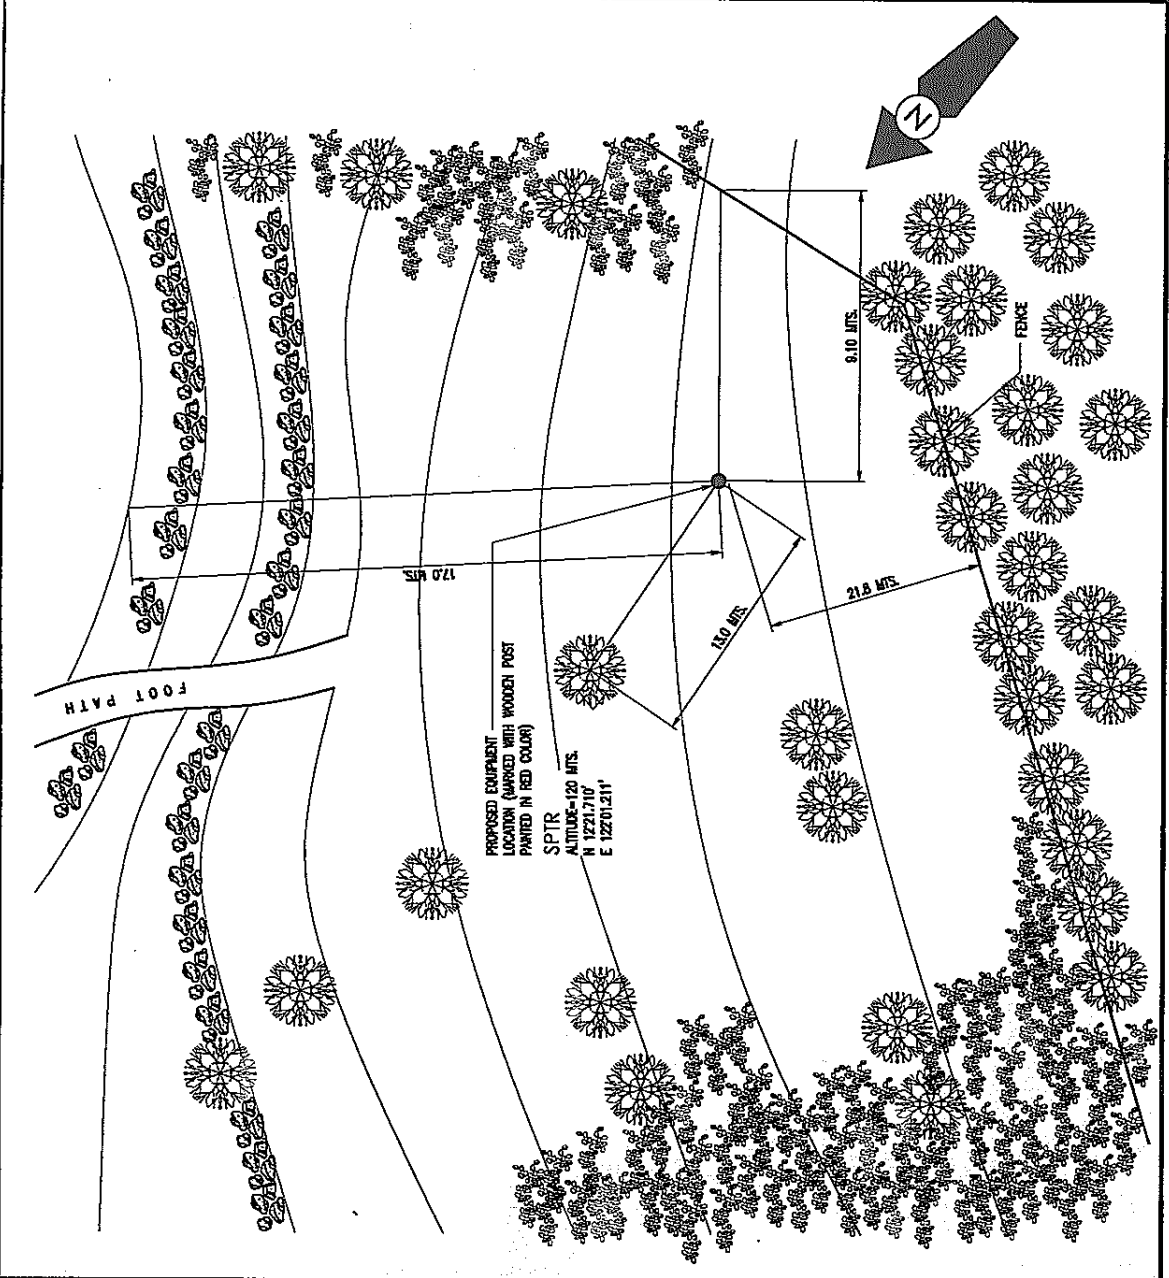 N
FENCE
9.10 MTS.
17.0 MTS.
13.0 MTS.
21.8 MTS.
FOOT PATH
PROPOSED EQUIPMENT
LOCATION (MARKED WITH WOODEN POST
PAINTED IN RED COLOR)
SPTR
ALTITUDE=120 MTS.
N 12°21.710'
E 122°01.211'